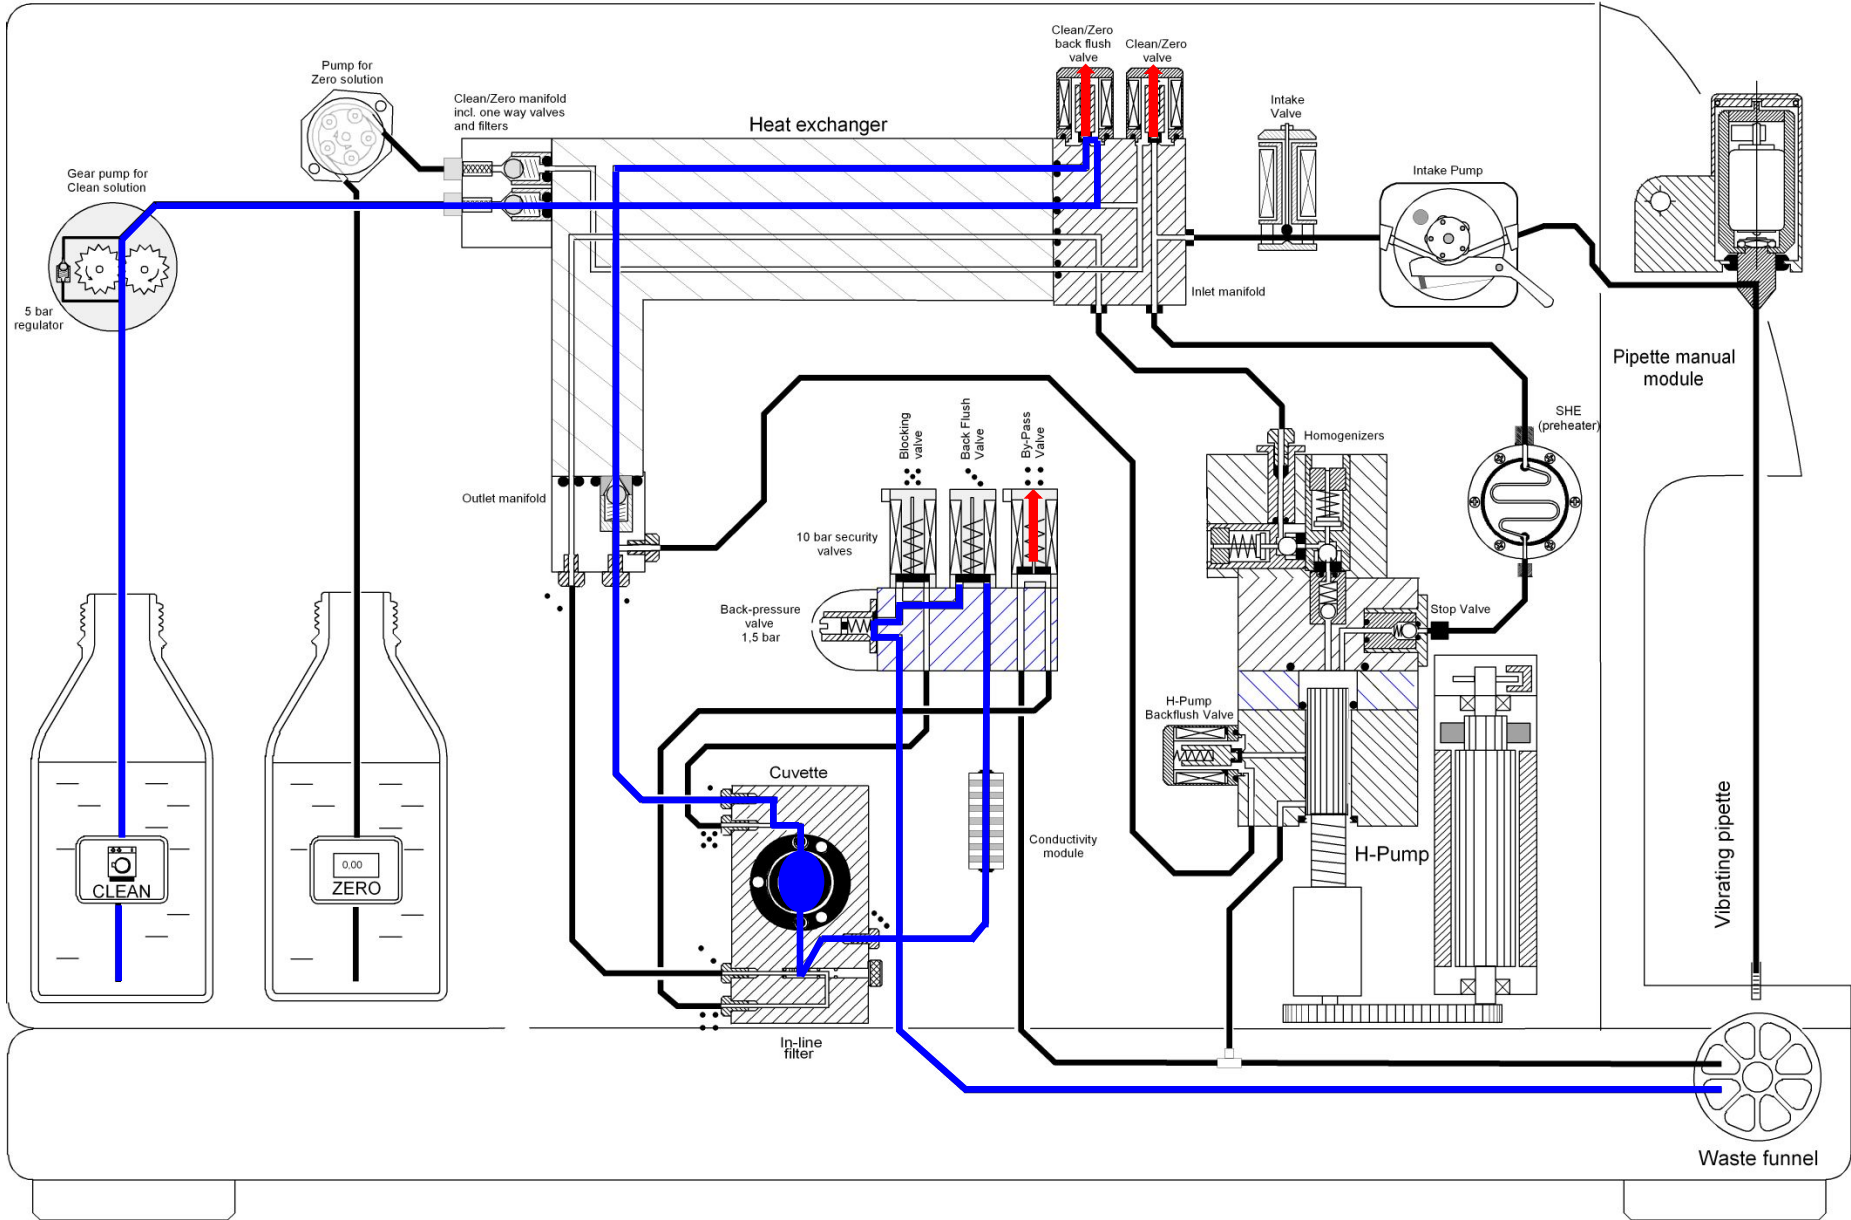 Clean/Zero
back flush
valve
Clean/Zero
valve
Pump for
Zero solution
Clean/Zero manifold
incl. one way valves
and filters
Heat exchanger
Intake
Valve
Gear pump for
Clean solution
Intake Pump
5 bar
regulator
Inlet manifold
Pipette manual
module
SHE
(preheater)
Blocking
valve
Back Flush
Valve
By-Pass
Valve
Homogenizers
Outlet manifold
10 bar security
valves
Back-pressure
valve
1,5 bar
Stop Valve
H-Pump
Backflush Valve
Cuvette
Conductivity
module
H-Pump
Vibrating pipette
CLEAN
0,00
ZERO
In-line
filter
Waste funnel